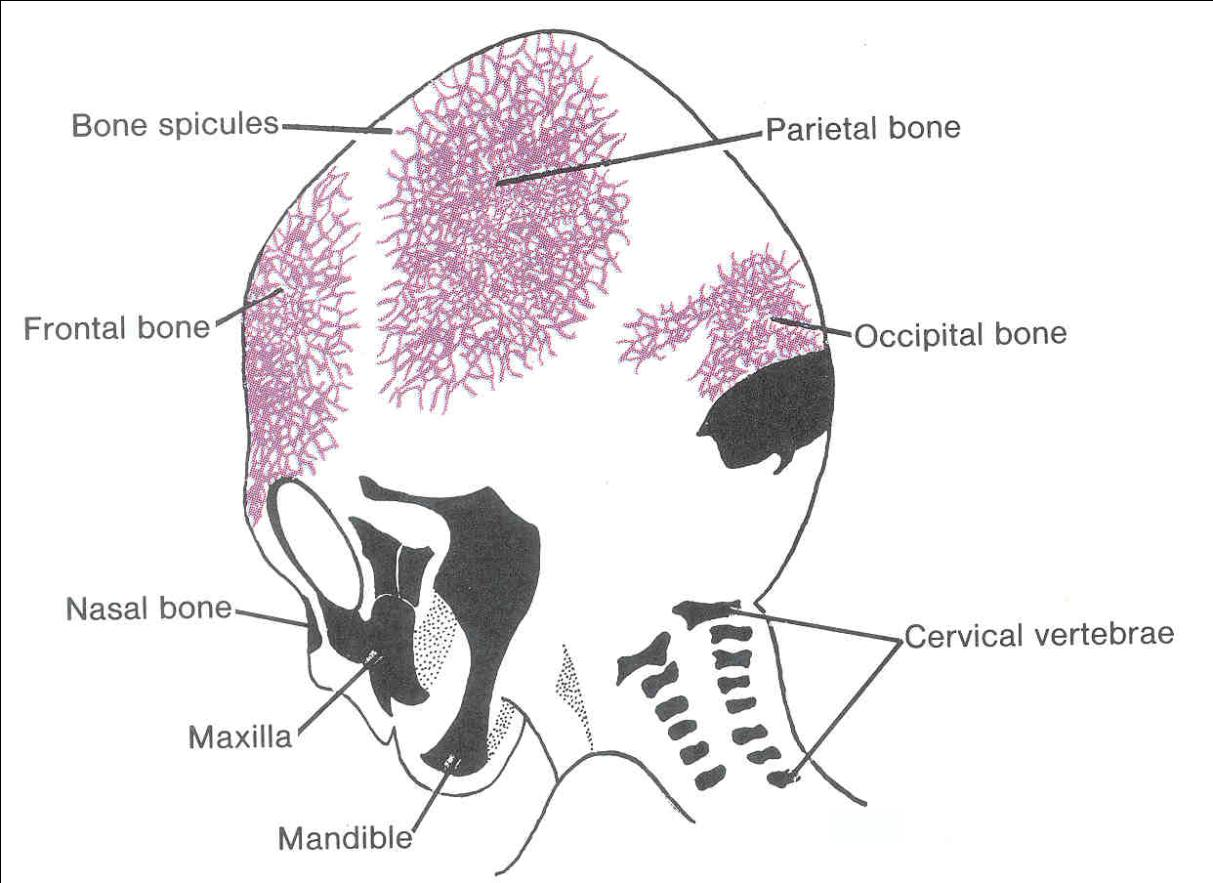 Bone spicules
Parietal bone
Frontal bone
Occipital bone
Nasal bone
Cervical vertebrae
Maxilla
Mandible